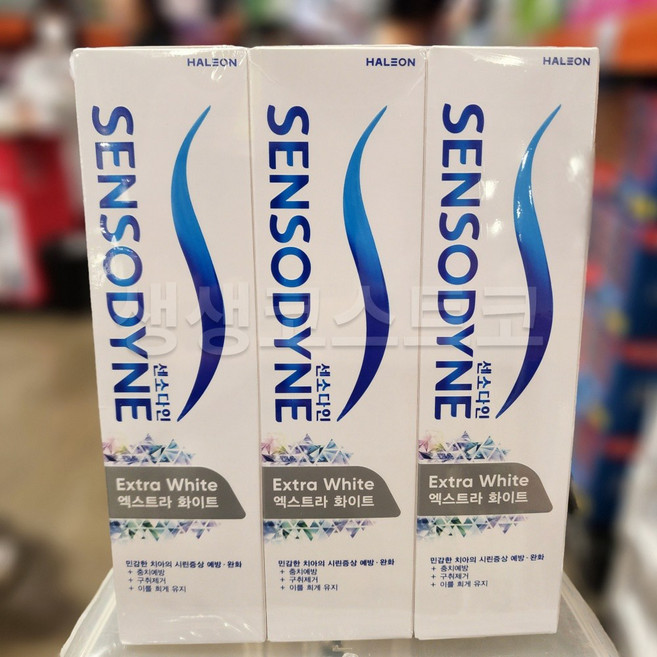 HALEON
SENSODYNE
센소다인
Extra White
엑스트라 화이트
민감한 치아의 시린증상 예방·완화
+ 충치예방
+ 구취제거
+ 이를 희게 유지
HALEON
SENSODYNE
센소다인
Extra White
엑스트라 화이트
민감한 치아의 시린증상 예방·완화
+ 충치예방
+ 구취제거
+ 이를 희게 유지
HALEON
SENSODYNE
센소다인
Extra White
엑스트라 화이트
민감한 치아의 시린증상 예방·완화
+ 충치예방
+ 구취제거
+ 이를 희게 유지
생생코스트코